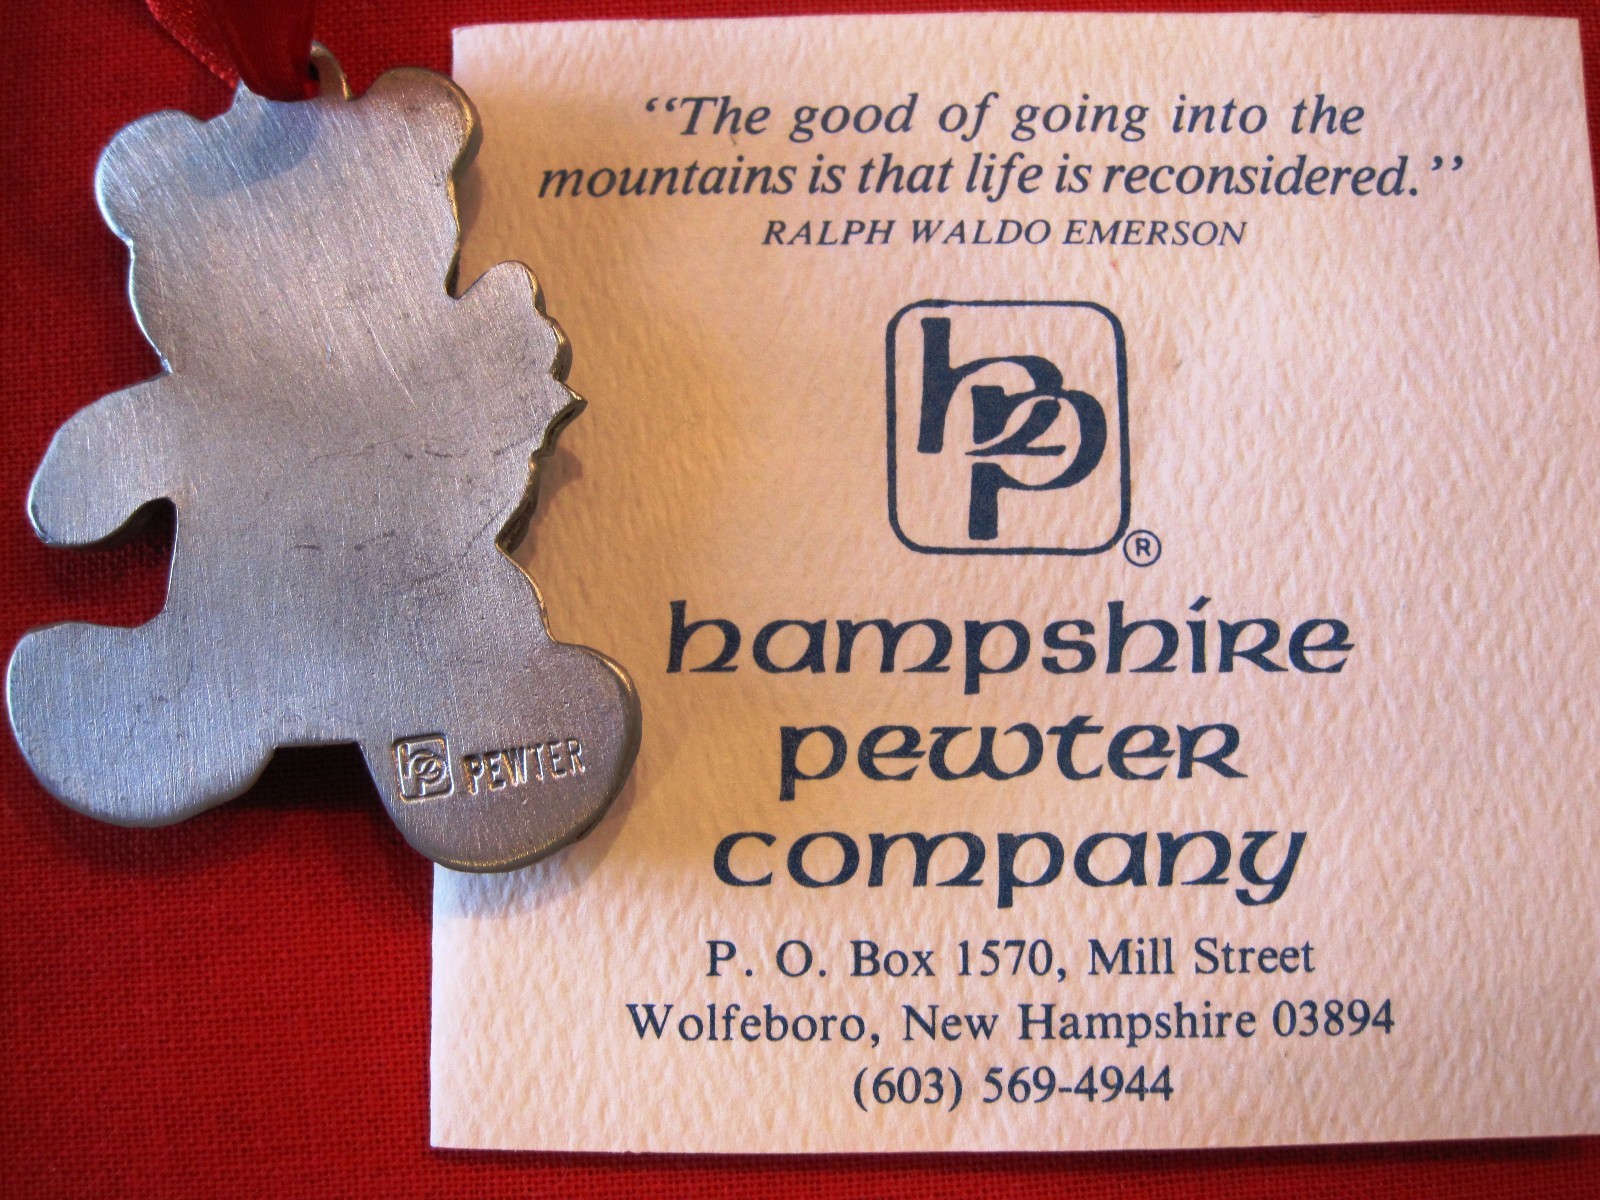 “The good of going into the
mountains is that life is reconsidered.”
RALPH WALDO EMERSON
hp
®
hampshire
pewter
company
P. O. Box 1570, Mill Street
Wolfeboro, New Hampshire 03894
(603) 569-4944
hp PEWTER